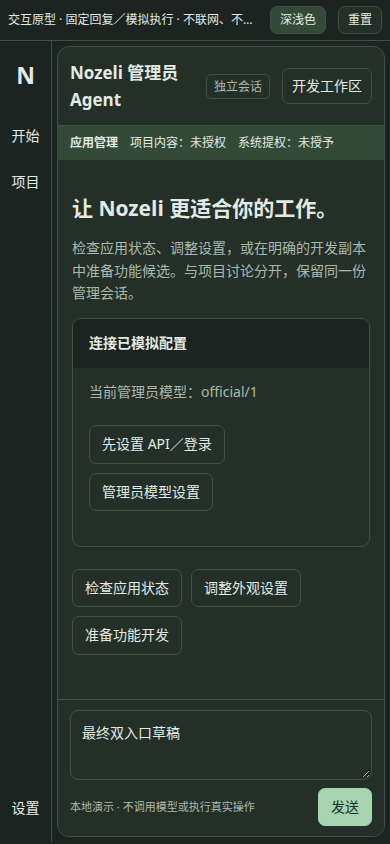 交互原型 · 固定回复／模拟执行 · 不联网、不…
深浅色
重置
N
开始
项目
设置
Nozeli 管理员
Agent
独立会话
开发工作区
应用管理 项目内容：未授权 系统提权：未授予
让 Nozeli 更适合你的工作。
检查应用状态、调整设置，或在明确的开发副本
中准备功能候选。与项目讨论分开，保留同一份
管理会话。
连接已模拟配置
当前管理员模型：official/1
先设置 API／登录
管理员模型设置
检查应用状态
调整外观设置
准备功能开发
最终双入口草稿
本地演示 · 不调用模型或执行真实操作
发送